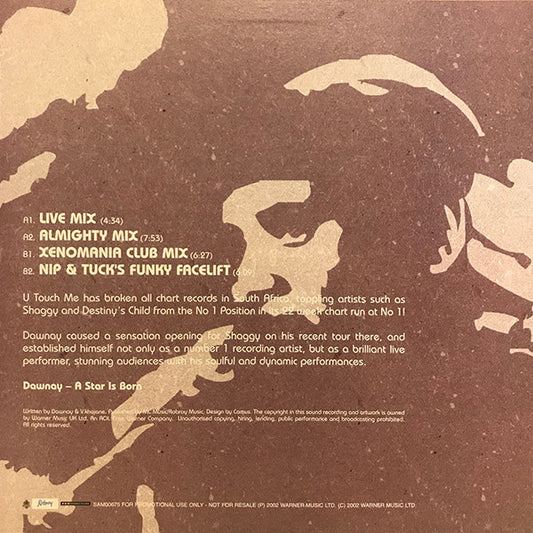 A1. LIVE MIX (4:34)
A2. ALMIGHTY MIX (7:53)
B1. XENOMANIA CLUB MIX (6:27)
B2. NIP & TUCK'S FUNKY FACELIFT (6:09)
U Touch Me has broken all chart records in South Africa, toppling artists such as
Shaggy and Destiny's Child from the No 1 Position in its 22 week chart run at No 1!
Dawnay caused a sensation opening for Shaggy on his recent tour there, and
established himself not only as a number 1 recording artist, but as a brilliant live
performer, stunning audiences with his soulful and dynamic performances.
Dawnay – A Star Is Born
Written by Dawnay & V.khojane, Published by MC Music/Robroy Music, Design by Corpus. The copyright in this sound recording and artwork is owned
by Warner Music UK Ltd. An AOL Time Warner Company. Unauthorised copying, hiring, lending, public performance and broadcasting prohibited.
All rights reserved.
SAM00675 FOR PROMOTIONAL USE ONLY - NOT FOR RESALE (P) 2002 WARNER MUSIC LTD. (C) 2002 WARNER MUSIC LTD